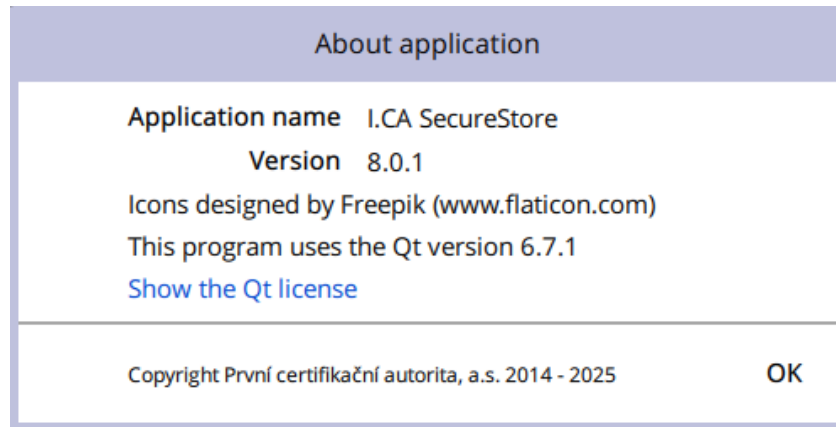 About application
Application name I.CA SecureStore
Version 8.0.1
Icons designed by Freepik (www.flaticon.com)
This program uses the Qt version 6.7.1
Show the Qt license
Copyright První certifikační autorita, a.s. 2014 - 2025 OK